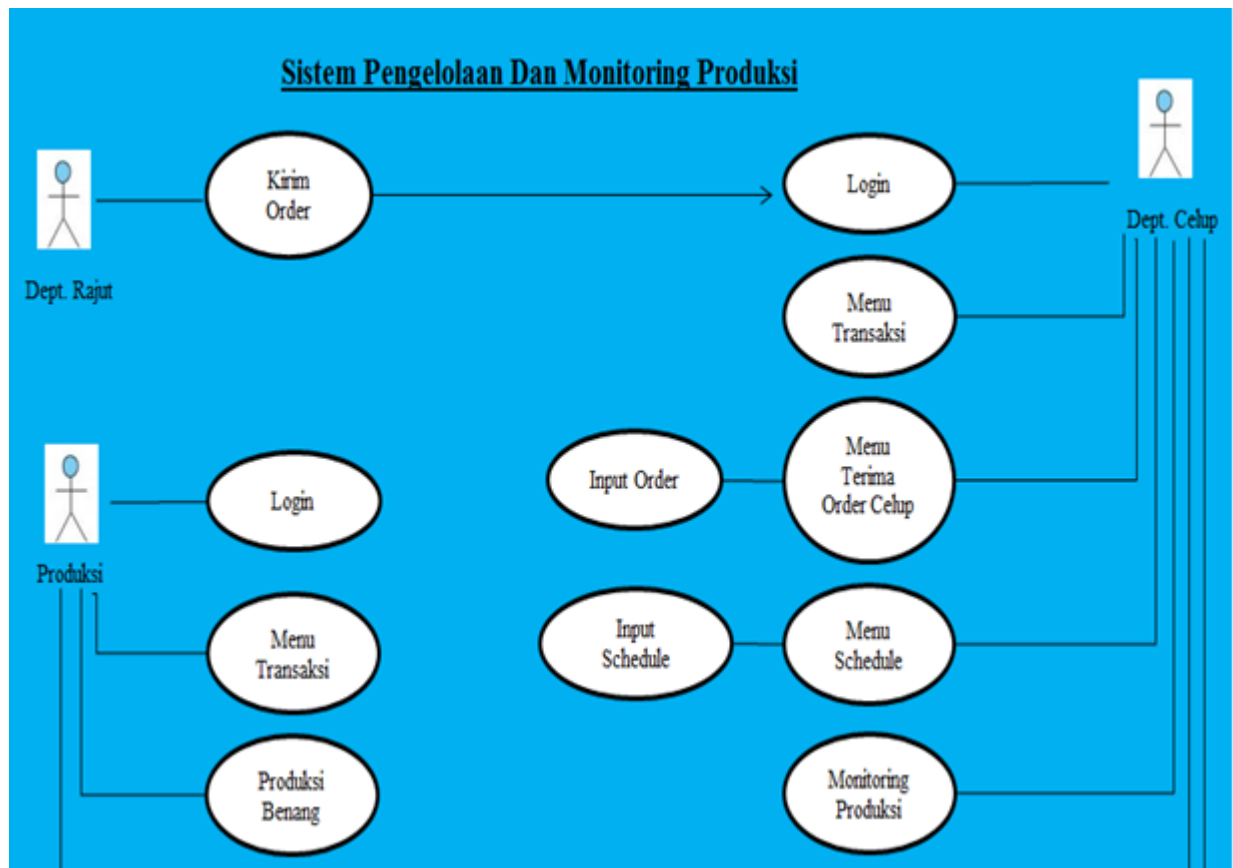 Sistem Pengelolaan Dan Monitoring Produksi
Kirim
Order
Login
Dept. Rajut
Dept. Celup
Menu
Transaksi
Input Order
Menu
Terima
Order Celup
Login
Produksi
Menu
Transaksi
Input
Schedule
Menu
Schedule
Produksi
Benang
Monitoring
Produksi